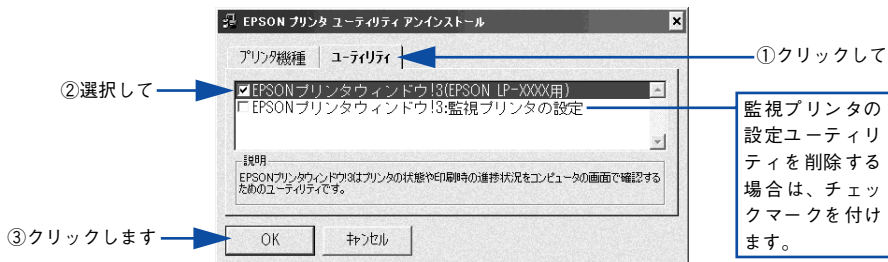 EPSON プリンタ ユーティリティ アンインストール
プリンタ機種 ユーティリティ
①クリックして
②選択して
EPSONプリンタウィンドウ!3(EPSON LP-XXXX用)
EPSONプリンタウィンドウ!3:監視プリンタの設定
監視プリンタの
設定ユーティリ
ティを削除する
場合は、チェッ
クマークを付け
ます。
説明
EPSONプリンタウィンドウ!3はプリンタの状態や印刷時の進捗状況をコンピュータの画面で確認する
ためのユーティリティです。
③クリックします
OK キャンセル